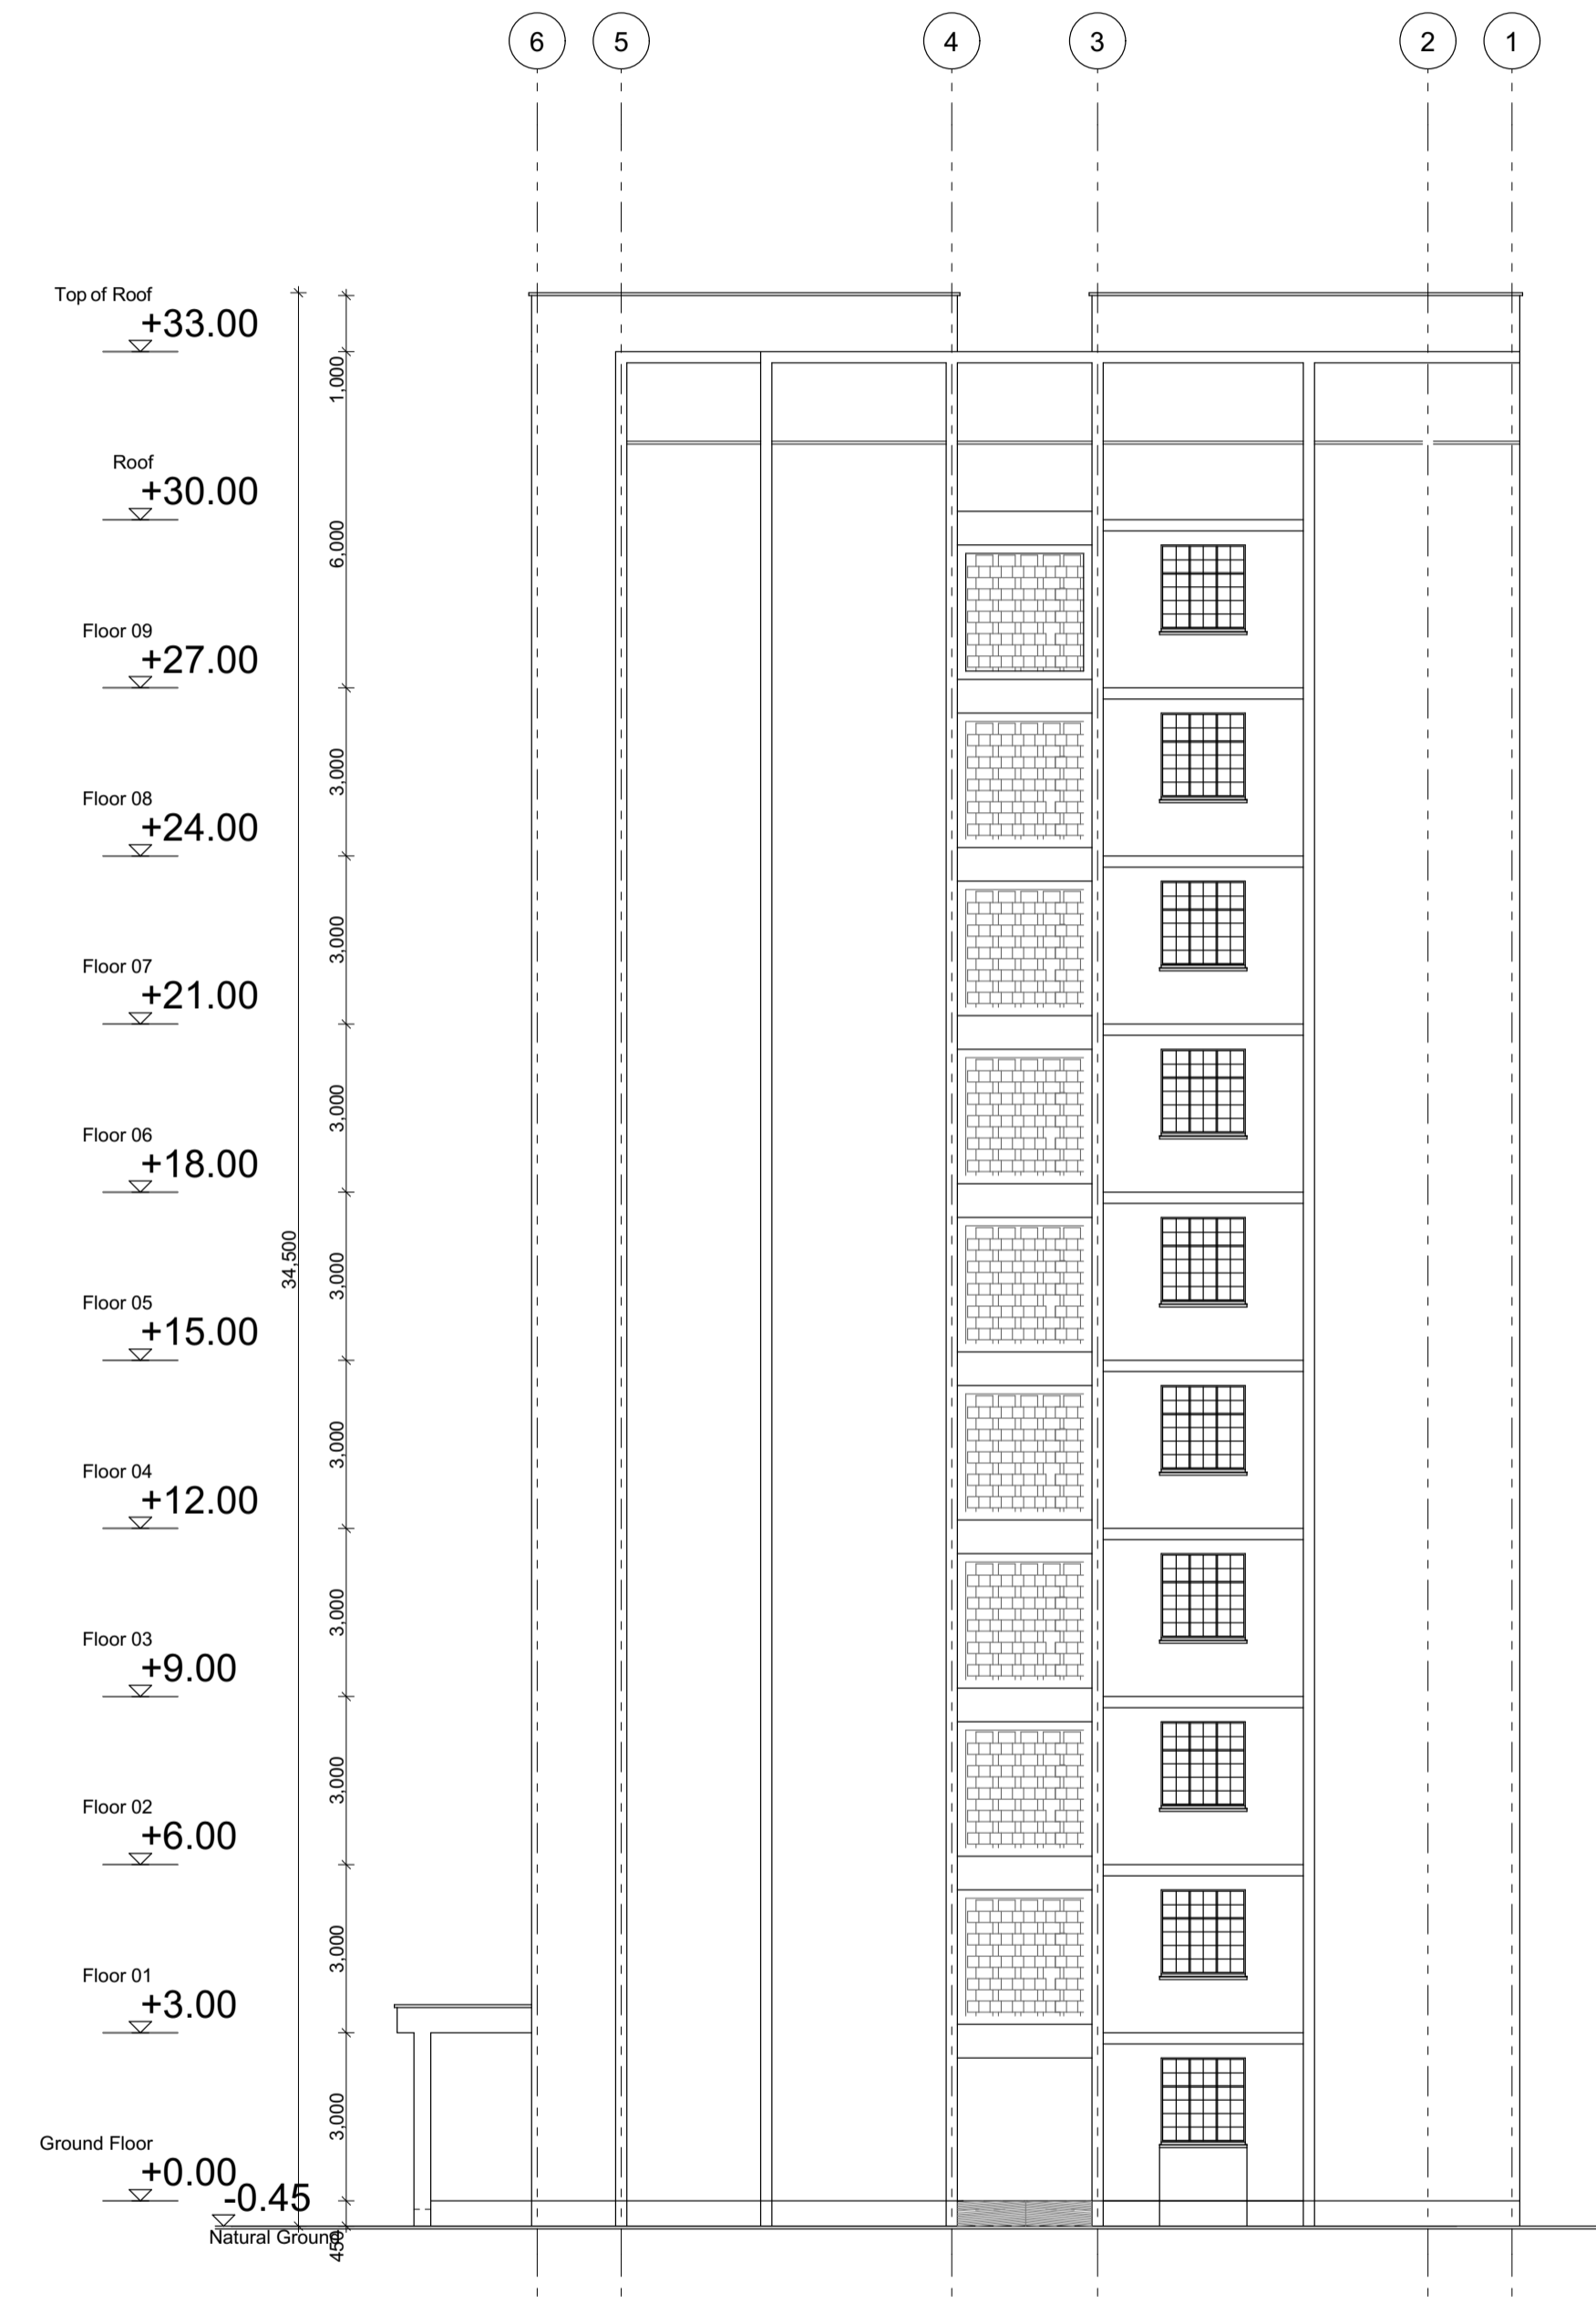 6 5 4 3 2 1
Top of Roof
+33.00
1,000
Roof
+30.00
6,000
Floor 09
+27.00
3,000
Floor 08
+24.00
3,000
Floor 07
+21.00
3,000
Floor 06
+18.00
34,500
3,000
Floor 05
+15.00
3,000
Floor 04
+12.00
3,000
Floor 03
+9.00
3,000
Floor 02
+6.00
3,000
Floor 01
+3.00
3,000
Ground Floor
+0.00
-0.45
Natural Ground
450